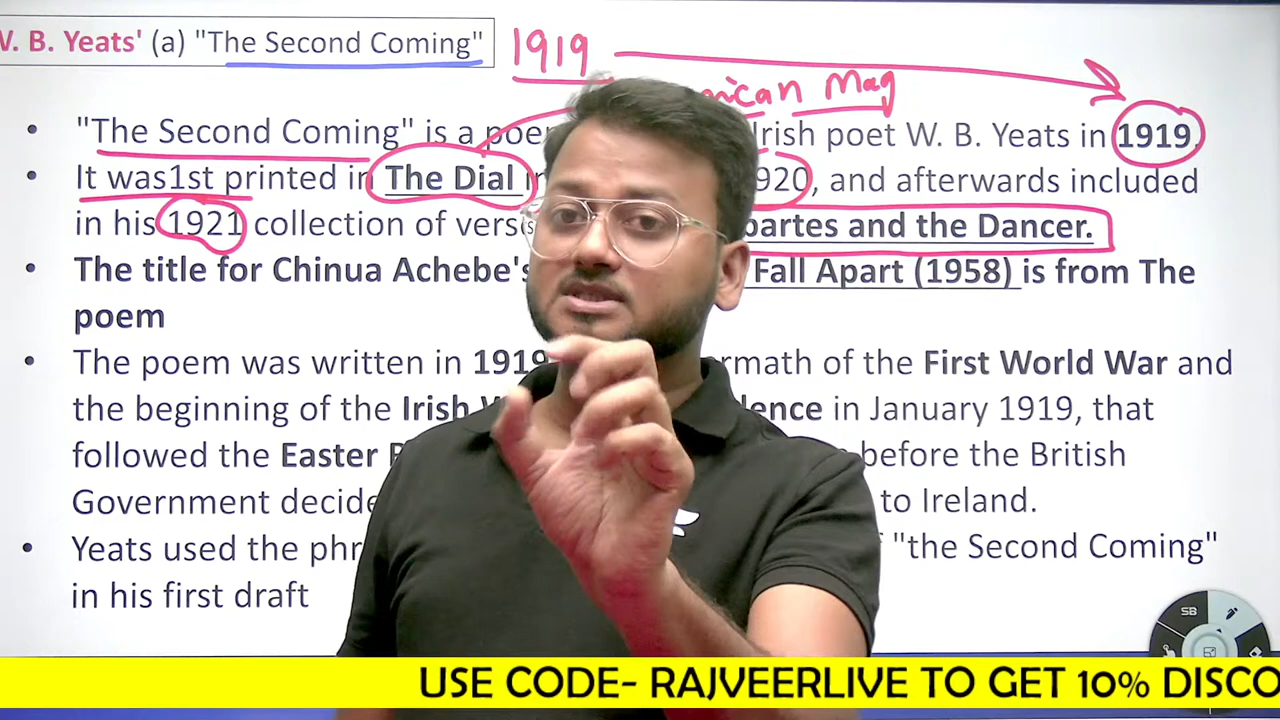 W. B. Yeats' (a) "The Second Coming" 1919
Mag
"The Second Coming" is a Irish poet W. B. Yeats in 1919.
It was1st printed in The Dial 920, and afterwards included
in his 1921 collection of vers bartes and the Dancer.
The title for Chinua Achebe's Fall Apart (1958) is from The
poem
The poem was written in 1919 math of the First World War and
the beginning of the Irish dence in January 1919, that
followed the Easter before the British
Government decide to Ireland.
Yeats used the "the Second Coming"
in his first draft
SB
USE CODE- RAJVEERLIVE TO GET 10% DISCO